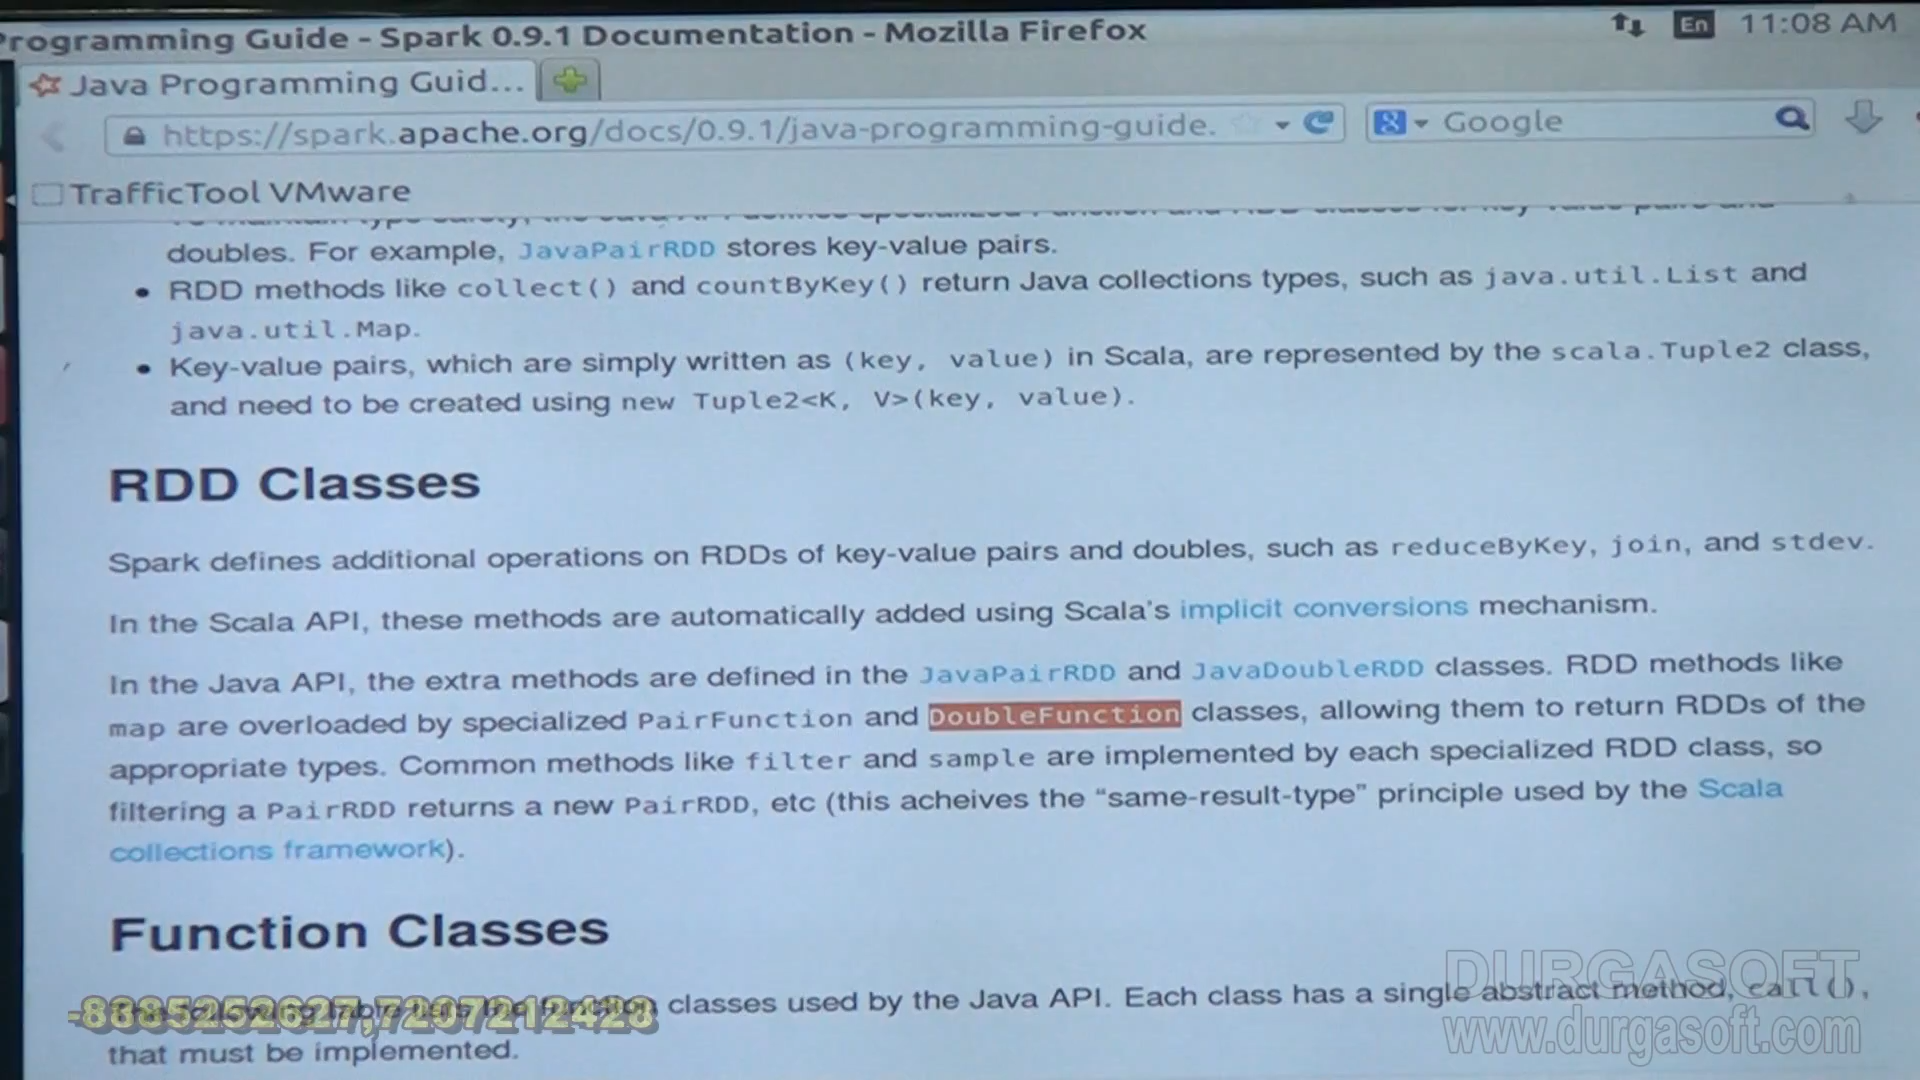 Programming Guide - Spark 0.9.1 Documentation - Mozilla Firefox
En 11:08 AM
Java Programming Guid...
https://spark.apache.org/docs/0.9.1/java-programming-guide.
Google
TrafficTool VMware
doubles. For example, JavaPairRDD stores key-value pairs.
• RDD methods like collect() and countByKey() return Java collections types, such as java.util.List and
java.util.Map.
• Key-value pairs, which are simply written as (key, value) in Scala, are represented by the scala.Tuple2 class,
and need to be created using new Tuple2<K, V>(key, value).
RDD Classes
Spark defines additional operations on RDDs of key-value pairs and doubles, such as reduceByKey, join, and stdev.
In the Scala API, these methods are automatically added using Scala's implicit conversions mechanism.
In the Java API, the extra methods are defined in the JavaPairRDD and JavaDoubleRDD classes. RDD methods like
map are overloaded by specialized PairFunction and DoubleFunction classes, allowing them to return RDDs of the
appropriate types. Common methods like filter and sample are implemented by each specialized RDD class, so
filtering a PairRDD returns a new PairRDD, etc (this acheives the “same-result-type” principle used by the Scala
collections framework).
Function Classes
The following table lists the function classes used by the Java API. Each class has a single abstract method, call(),
that must be implemented.
-8885252627,7207212428
DURGASOFT
www.durgasoft.com